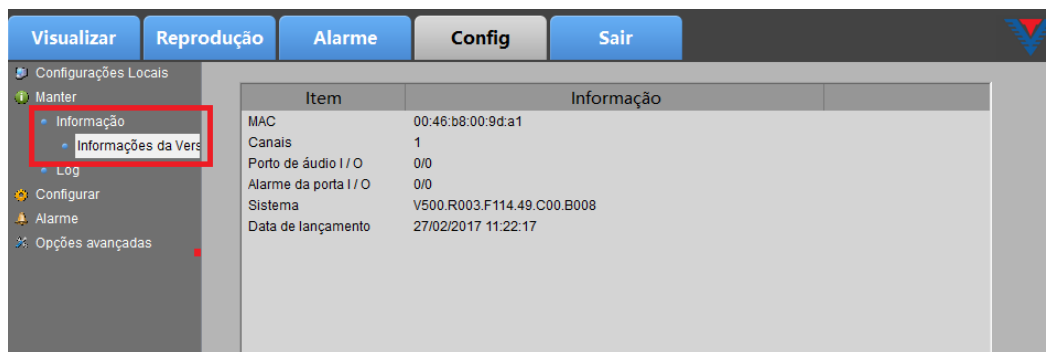 Visualizar Reprodução Alarme Config Sair
Configurações Locais
Manter
Informação
Informações da Vers
Log
Configurar
Alarme
Opções avançadas
Item Informação
MAC 00:46:b8:00:9d:a1
Canais 1
Porto de áudio I / O 0/0
Alarme da porta I / O 0/0
Sistema V500.R003.F114.49.C00.B008
Data de lançamento 27/02/2017 11:22:17